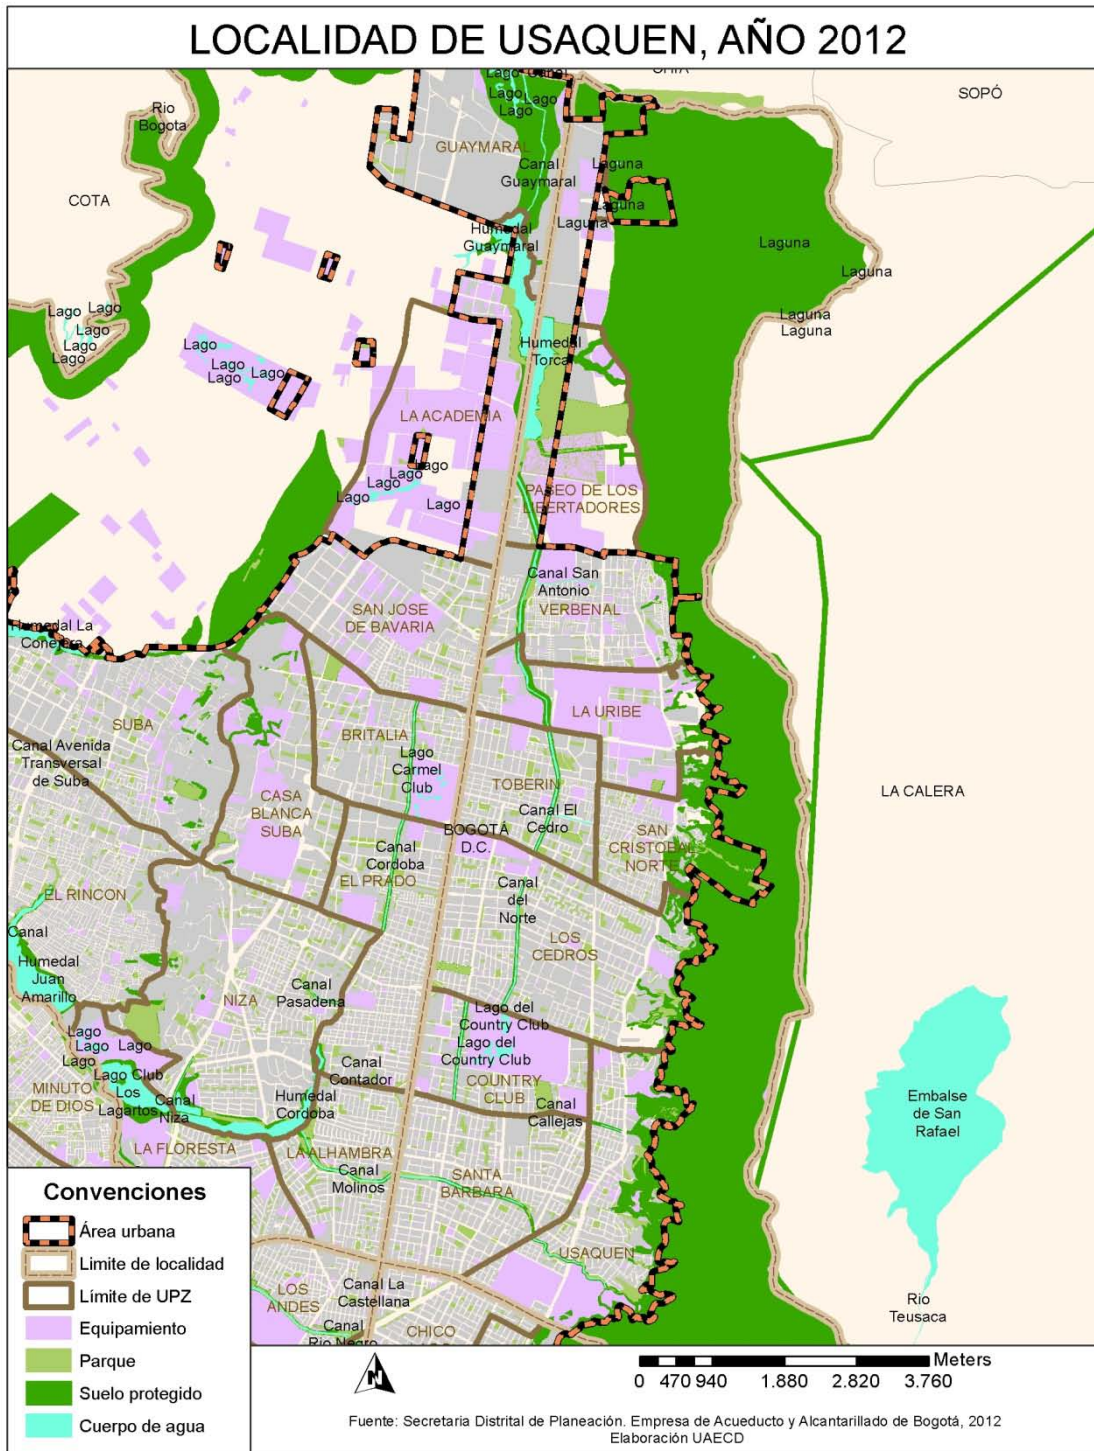 LOCALIDAD DE USAQUEN, AÑO 2012
Lago
Lago
Lago
Lago
SOPÓ
Rio
Bogota
GUAYMARAL
Canal
Guaymaral
Laguna
COTA
Laguna
Laguna
Humedal
Guaymaral
Laguna
Laguna
Lago
Lago
Lago
Lago
Lago
Laguna
Laguna
Lago
Lago
Lago
Lago
Humedal
Torca
LA ACADEMIA
Lago
Lago
Lago
Lago
Lago
PASEO DE LOS
LIBERTADORES
Canal San
Antonio
VERBENAL
SAN JOSE
DE BAVARIA
Humedal La
Conejera
SUBA
LA URIBE
BRITALIA
Canal Avenida
Transversal
de Suba
Lago
Carmel
Club
TOBERIN
LA CALERA
CASA
BLANCA
SUBA
Canal El
Cedro
BOGOTÁ
D.C.
SAN
CRISTOBAL
NORTE
Canal
Cordoba
EL PRADO
EL RINCON
Canal
del
Norte
Canal
LOS
CEDROS
Humedal
Juan
Amarillo
Canal
Pasadena
NIZA
Lago del
Country Club
Lago del
Country Club
Lago
Lago
Lago
Lago
Lago Club
Los
Lagartos
Canal
Contador
MINUTO
DE DIOS
COUNTRY
CLUB
Canal
Niza
Humedal
Cordoba
Canal
Callejas
Embalse
de San
Rafael
LA FLORESTA
LA ALHAMBRA
Canal
Molinos
SANTA
BARBARA
USAQUEN
LOS
ANDES
Canal La
Castellana
Canal
Rio Negro
CHICO
Rio
Teusaca
Convenciones
Área urbana
Limite de localidad
Límite de UPZ
Equipamiento
Parque
Suelo protegido
Cuerpo de agua
N
Meters
0 470 940 1.880 2.820 3.760
Fuente: Secretaria Distrital de Planeación. Empresa de Acueducto y Alcantarillado de Bogotá, 2012
Elaboración UAECD